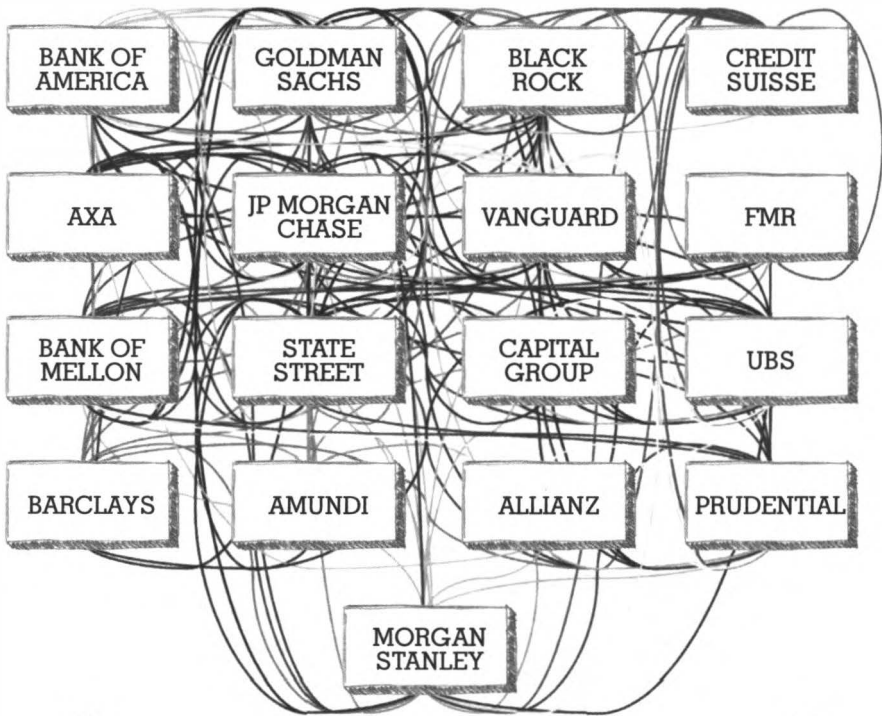 BANK OF
AMERICA
GOLDMAN
SACHS
BLACK
ROCK
CREDIT
SUISSE
AXA
JP MORGAN
CHASE
VANGUARD
FMR
BANK OF
MELLON
STATE
STREET
CAPITAL
GROUP
UBS
BARCLAYS
AMUNDI
ALLIANZ
PRUDENTIAL
MORGAN
STANLEY